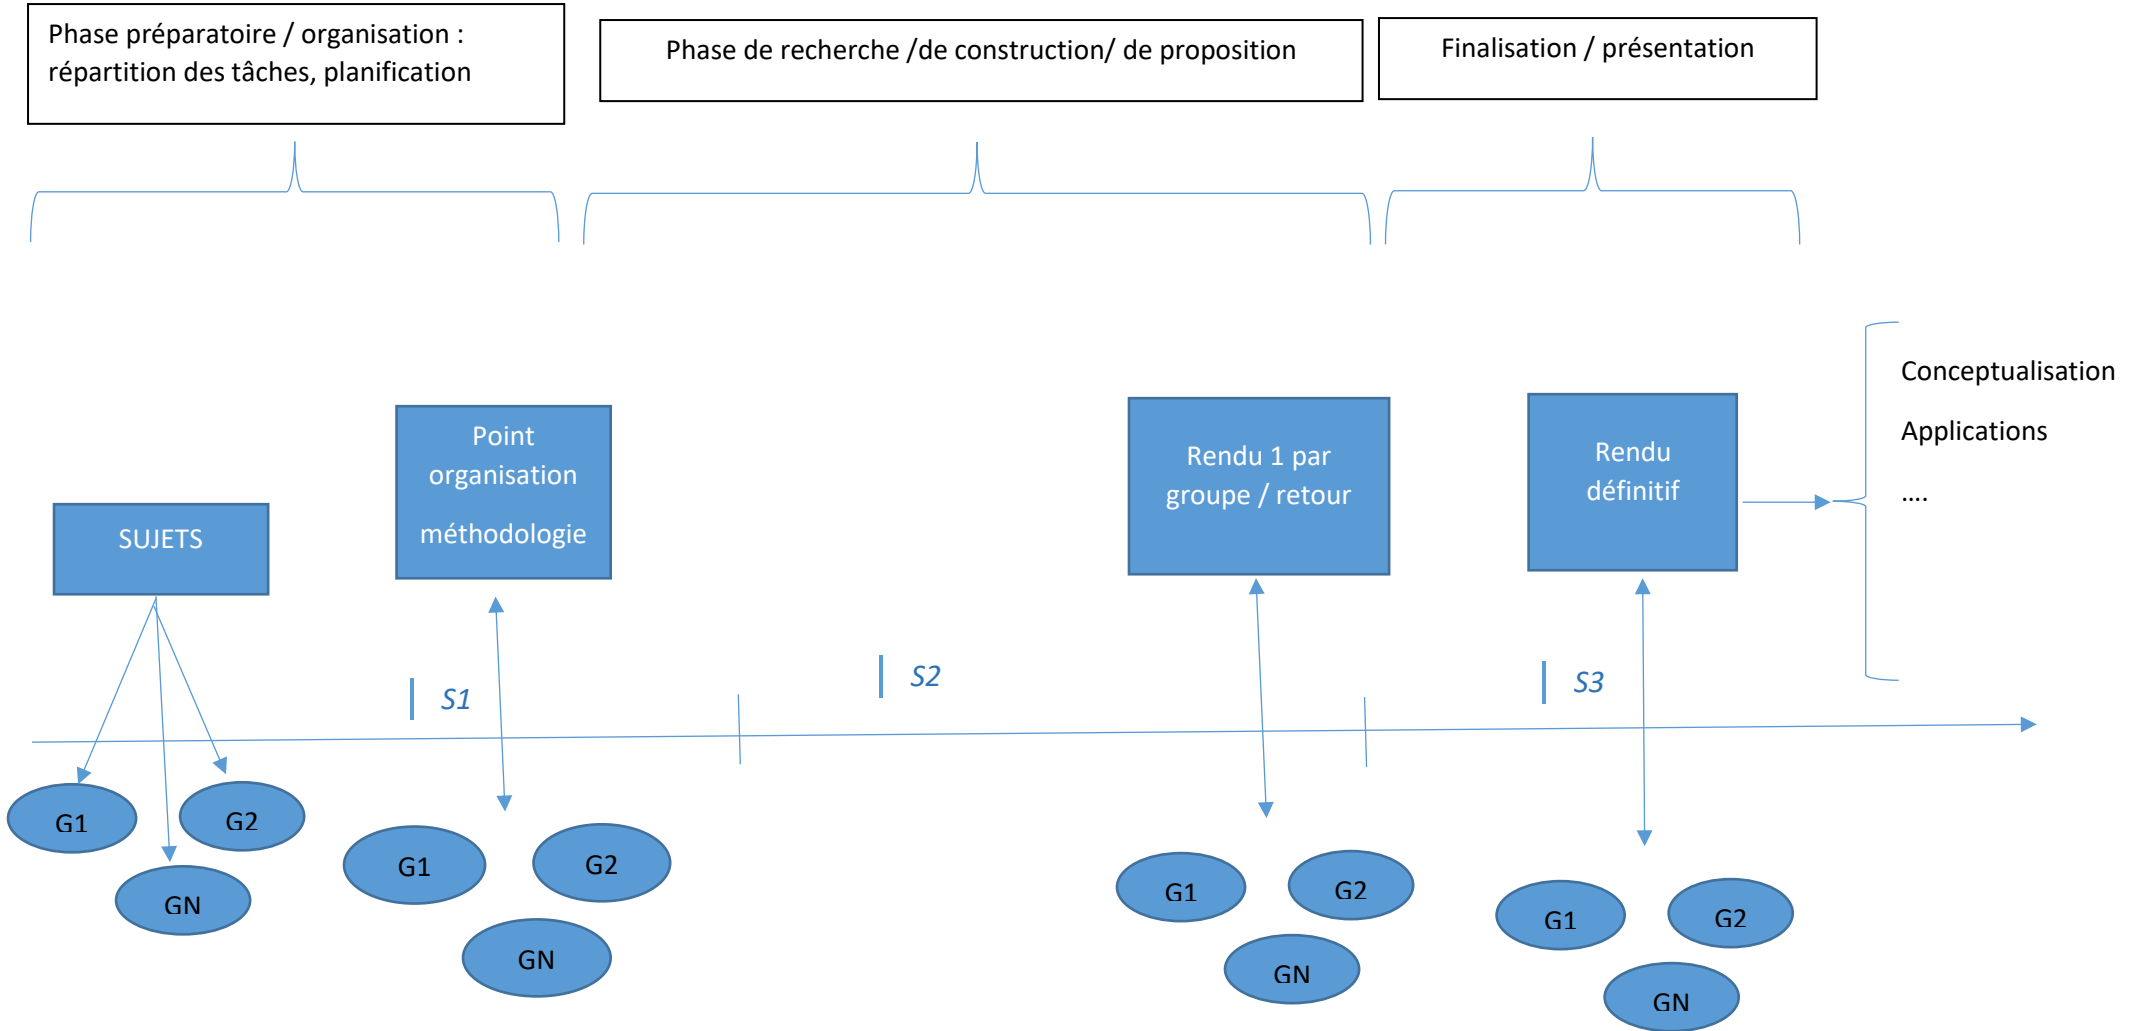 Phase préparatoire / organisation :
répartition des tâches, planification
Phase de recherche /de construction/ de proposition
Finalisation / présentation
SUJETS
Point
organisation
méthodologie
Rendu 1 par
groupe / retour
Rendu
définitif
Conceptualisation
Applications
....
S1
S2
S3
G1
G2
GN
G1
G2
GN
G1
G2
GN
G1
G2
GN